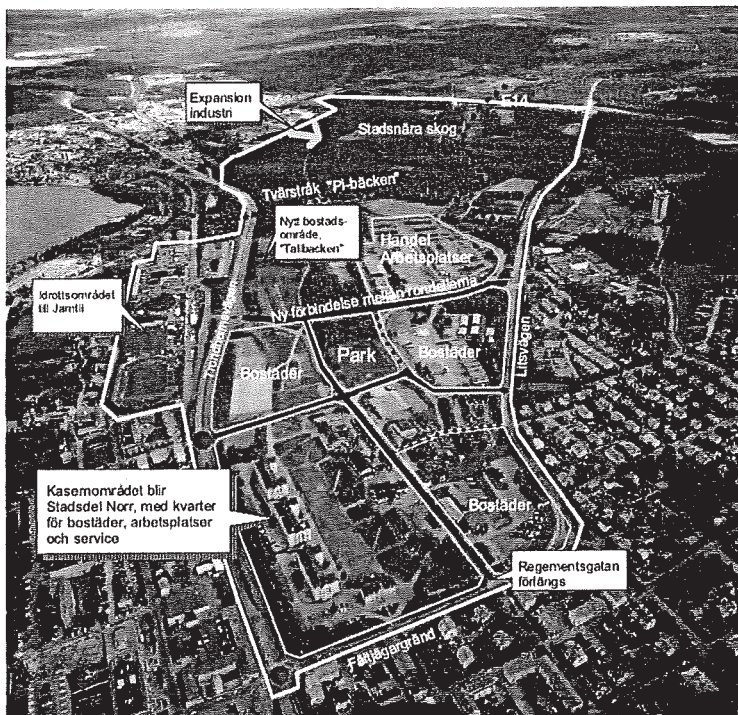 Expansion
industri
E14
Stadsnära skog
Tvärstråk "Pl-bäcken"
Nytt bostads-
område,
"Tallbacken"
Handel
Arbetsplatser
Idrottsområdet
till Jamtli
Ny förbindelse mellan rondellerna
Litsvägen
Park
Bostäder
Bostäder
Kasernområdet blir
Stadsdel Norr, med kvarter
för bostäder, arbetsplatser
och service
Bostäder
Regementsgatan
förlängs
Fältjägargränd